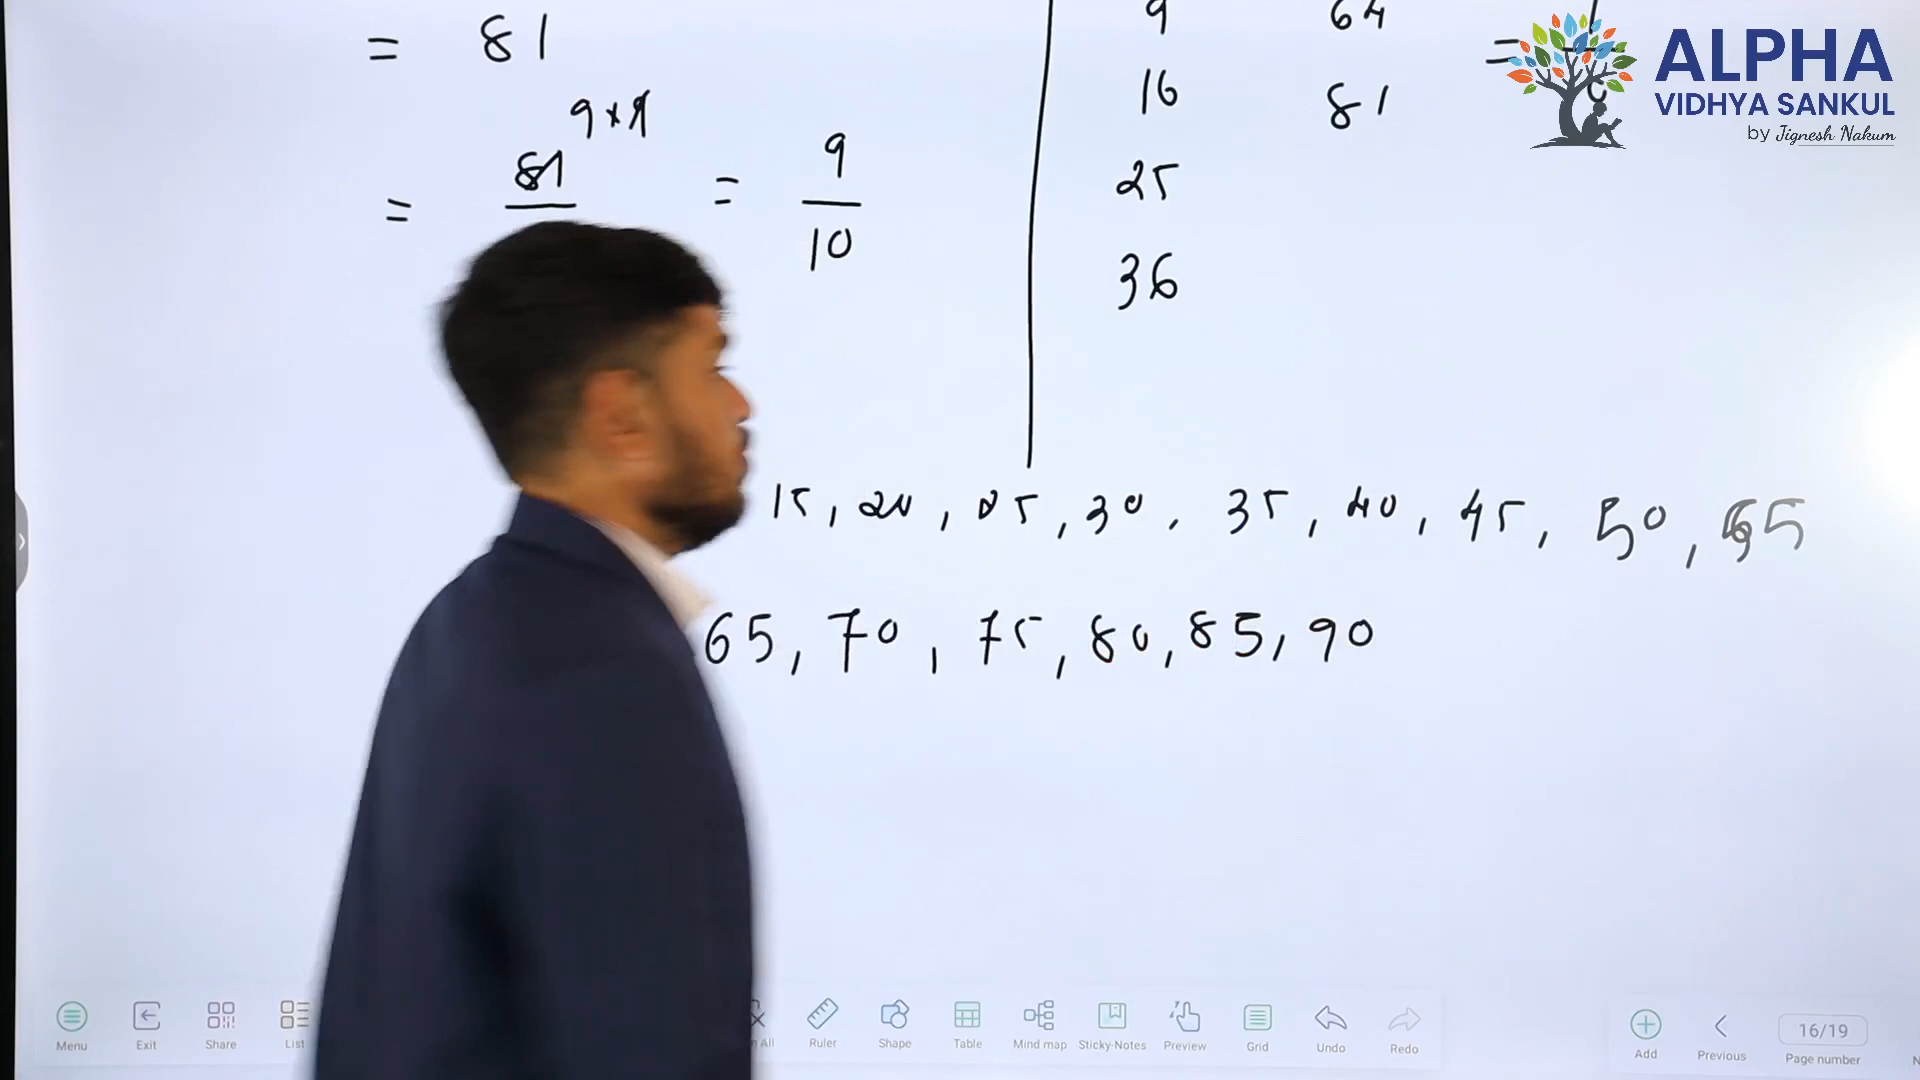 = 81
9 × 9
= 81 = 9
10
9 64
16 81
25
36
=
ALPHA
VIDHYA SANKUL
by Jignesh Nakum
15, 20, 25, 30, 35, 40, 45, 50, 65
65, 70, 75, 80, 85, 90
Menu Exit Share List All Ruler Shape Table Mind map Sticky-Notes Preview Grid Undo Redo Add Previous 16/19 Page number